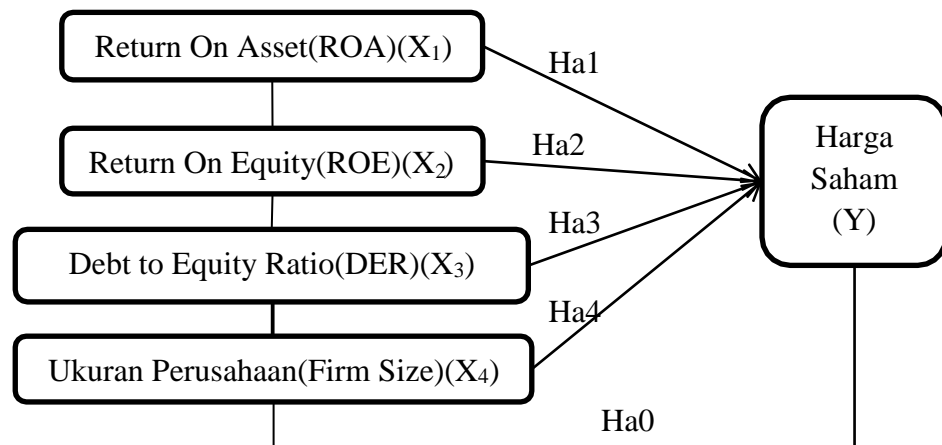 Return On Asset(ROA)(X₁)
Ha1
Return On Equity(ROE)(X₂)
Ha2
Harga
Saham
(Y)
Debt to Equity Ratio(DER)(X₃)
Ha3
Ukuran Perusahaan(Firm Size)(X₄)
Ha4
Ha0